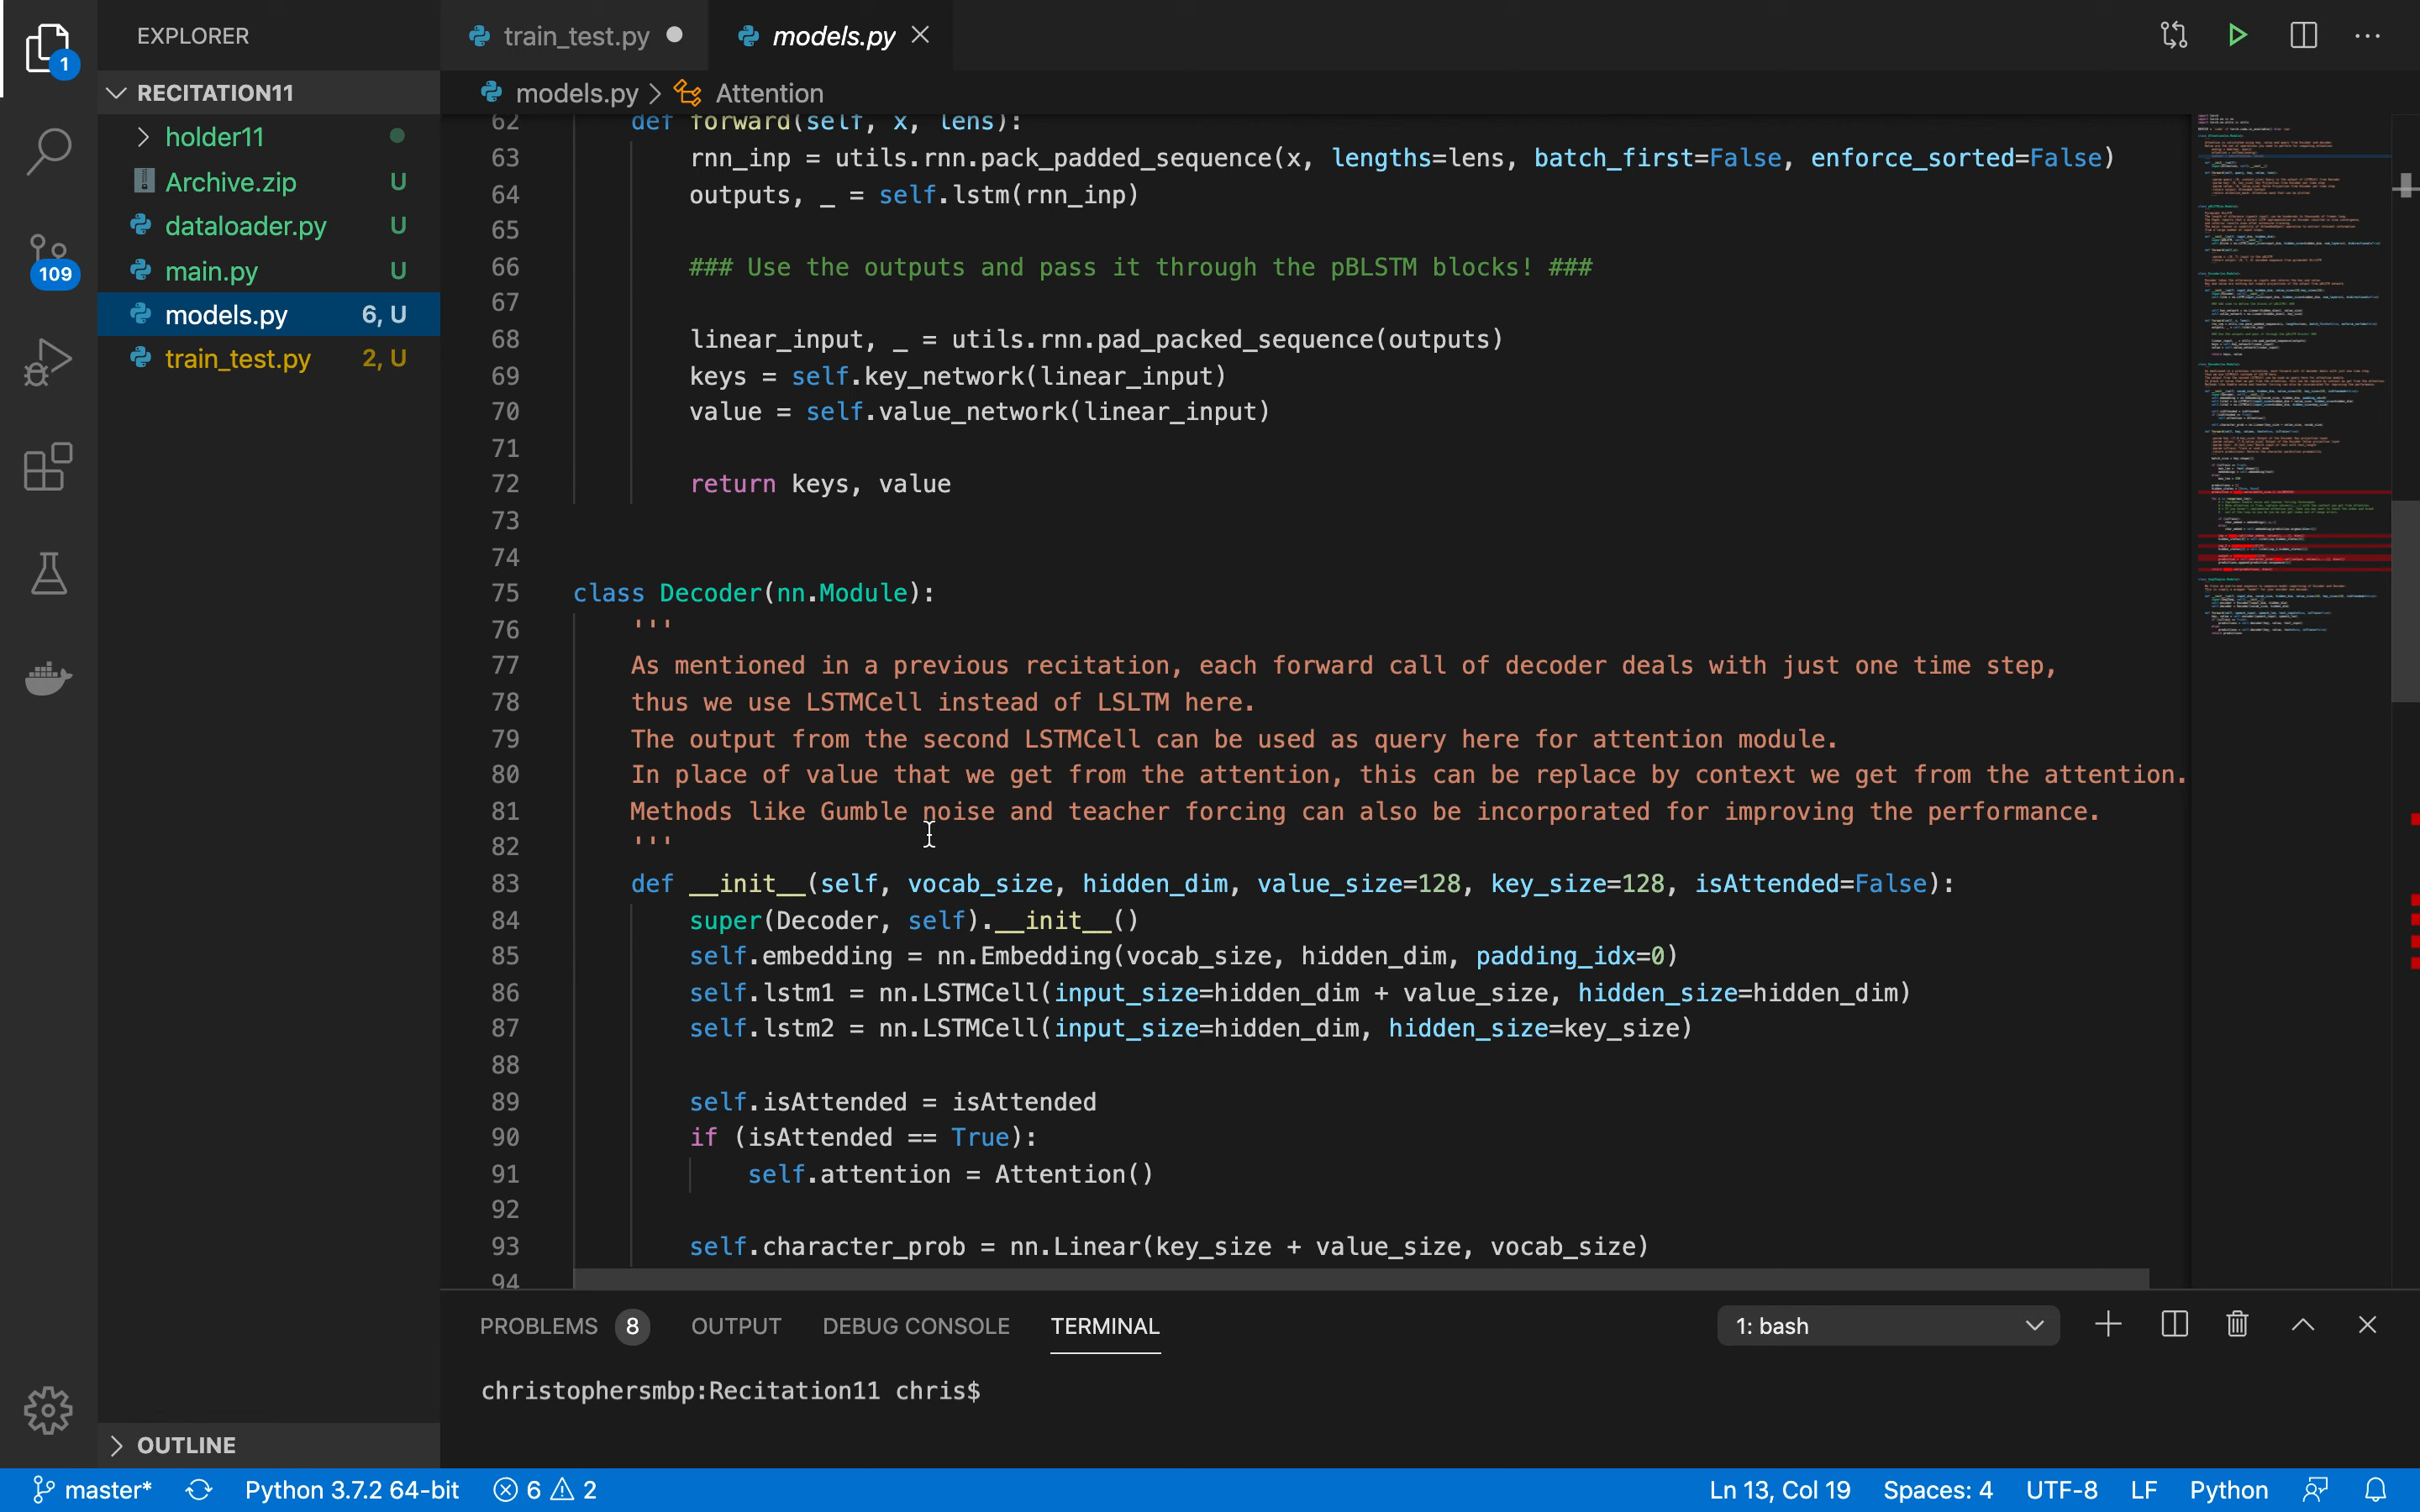 EXPLORER
train_test.py
models.py
1
RECITATION11
models.py > Attention
holder11
Archive.zip U
dataloader.py U
109
main.py U
models.py 6, U
train_test.py 2, U
62 def forward(self, x, lens):
63 rnn_inp = utils.rnn.pack_padded_sequence(x, lengths=lens, batch_first=False, enforce_sorted=False)
64 outputs, _ = self.lstm(rnn_inp)
65
66 ### Use the outputs and pass it through the pBLSTM blocks! ###
67
68 linear_input, _ = utils.rnn.pad_packed_sequence(outputs)
69 keys = self.key_network(linear_input)
70 value = self.value_network(linear_input)
71
72 return keys, value
73
74
75 class Decoder(nn.Module):
76 '''
77 As mentioned in a previous recitation, each forward call of decoder deals with just one time step,
78 thus we use LSTMCell instead of LSLTM here.
79 The output from the second LSTMCell can be used as query here for attention module.
80 In place of value that we get from the attention, this can be replace by context we get from the attention.
81 Methods like Gumble noise and teacher forcing can also be incorporated for improving the performance.
82 '''
83 def __init__(self, vocab_size, hidden_dim, value_size=128, key_size=128, isAttended=False):
84 super(Decoder, self).__init__()
85 self.embedding = nn.Embedding(vocab_size, hidden_dim, padding_idx=0)
86 self.lstm1 = nn.LSTMCell(input_size=hidden_dim + value_size, hidden_size=hidden_dim)
87 self.lstm2 = nn.LSTMCell(input_size=hidden_dim, hidden_size=key_size)
88
89 self.isAttended = isAttended
90 if (isAttended == True):
91 self.attention = Attention()
92
93 self.character_prob = nn.Linear(key_size + value_size, vocab_size)
94
PROBLEMS 8 OUTPUT DEBUG CONSOLE TERMINAL 1: bash
christophersmbp:Recitation11 chris$
OUTLINE
master* Python 3.7.2 64-bit 6 2 Ln 13, Col 19 Spaces: 4 UTF-8 LF Python